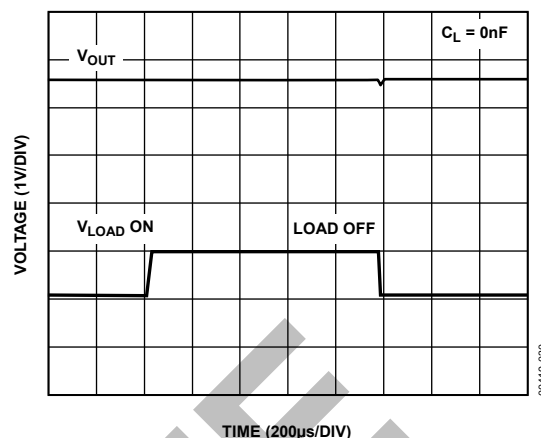 C_L = 0nF
V_OUT
V_LOAD ON
LOAD OFF
VOLTAGE (1V/DIV)
TIME (200µs/DIV)